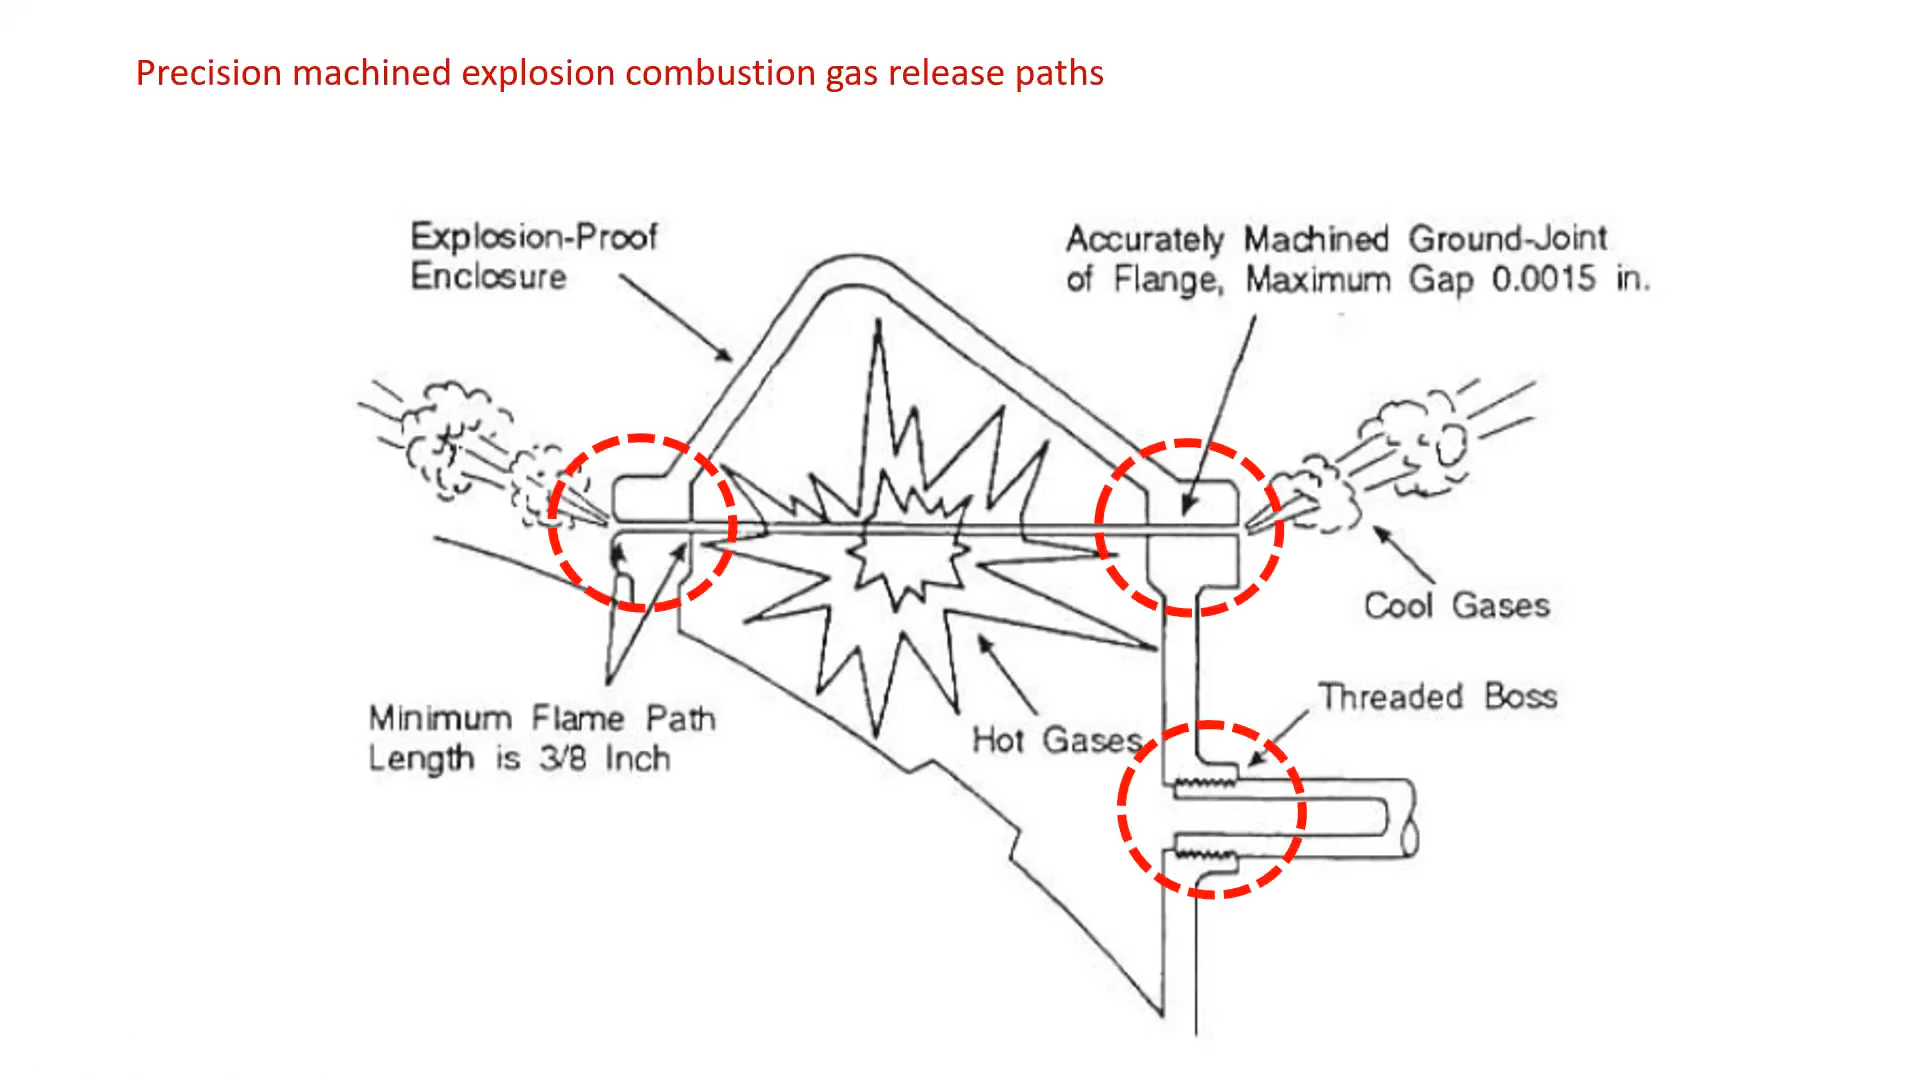 Precision machined explosion combustion gas release paths
Explosion-Proof
Enclosure
Accurately Machined Ground-Joint
of Flange, Maximum Gap 0.0015 in.
Cool Gases
Threaded Boss
Minimum Flame Path
Length is 3/8 Inch
Hot Gases